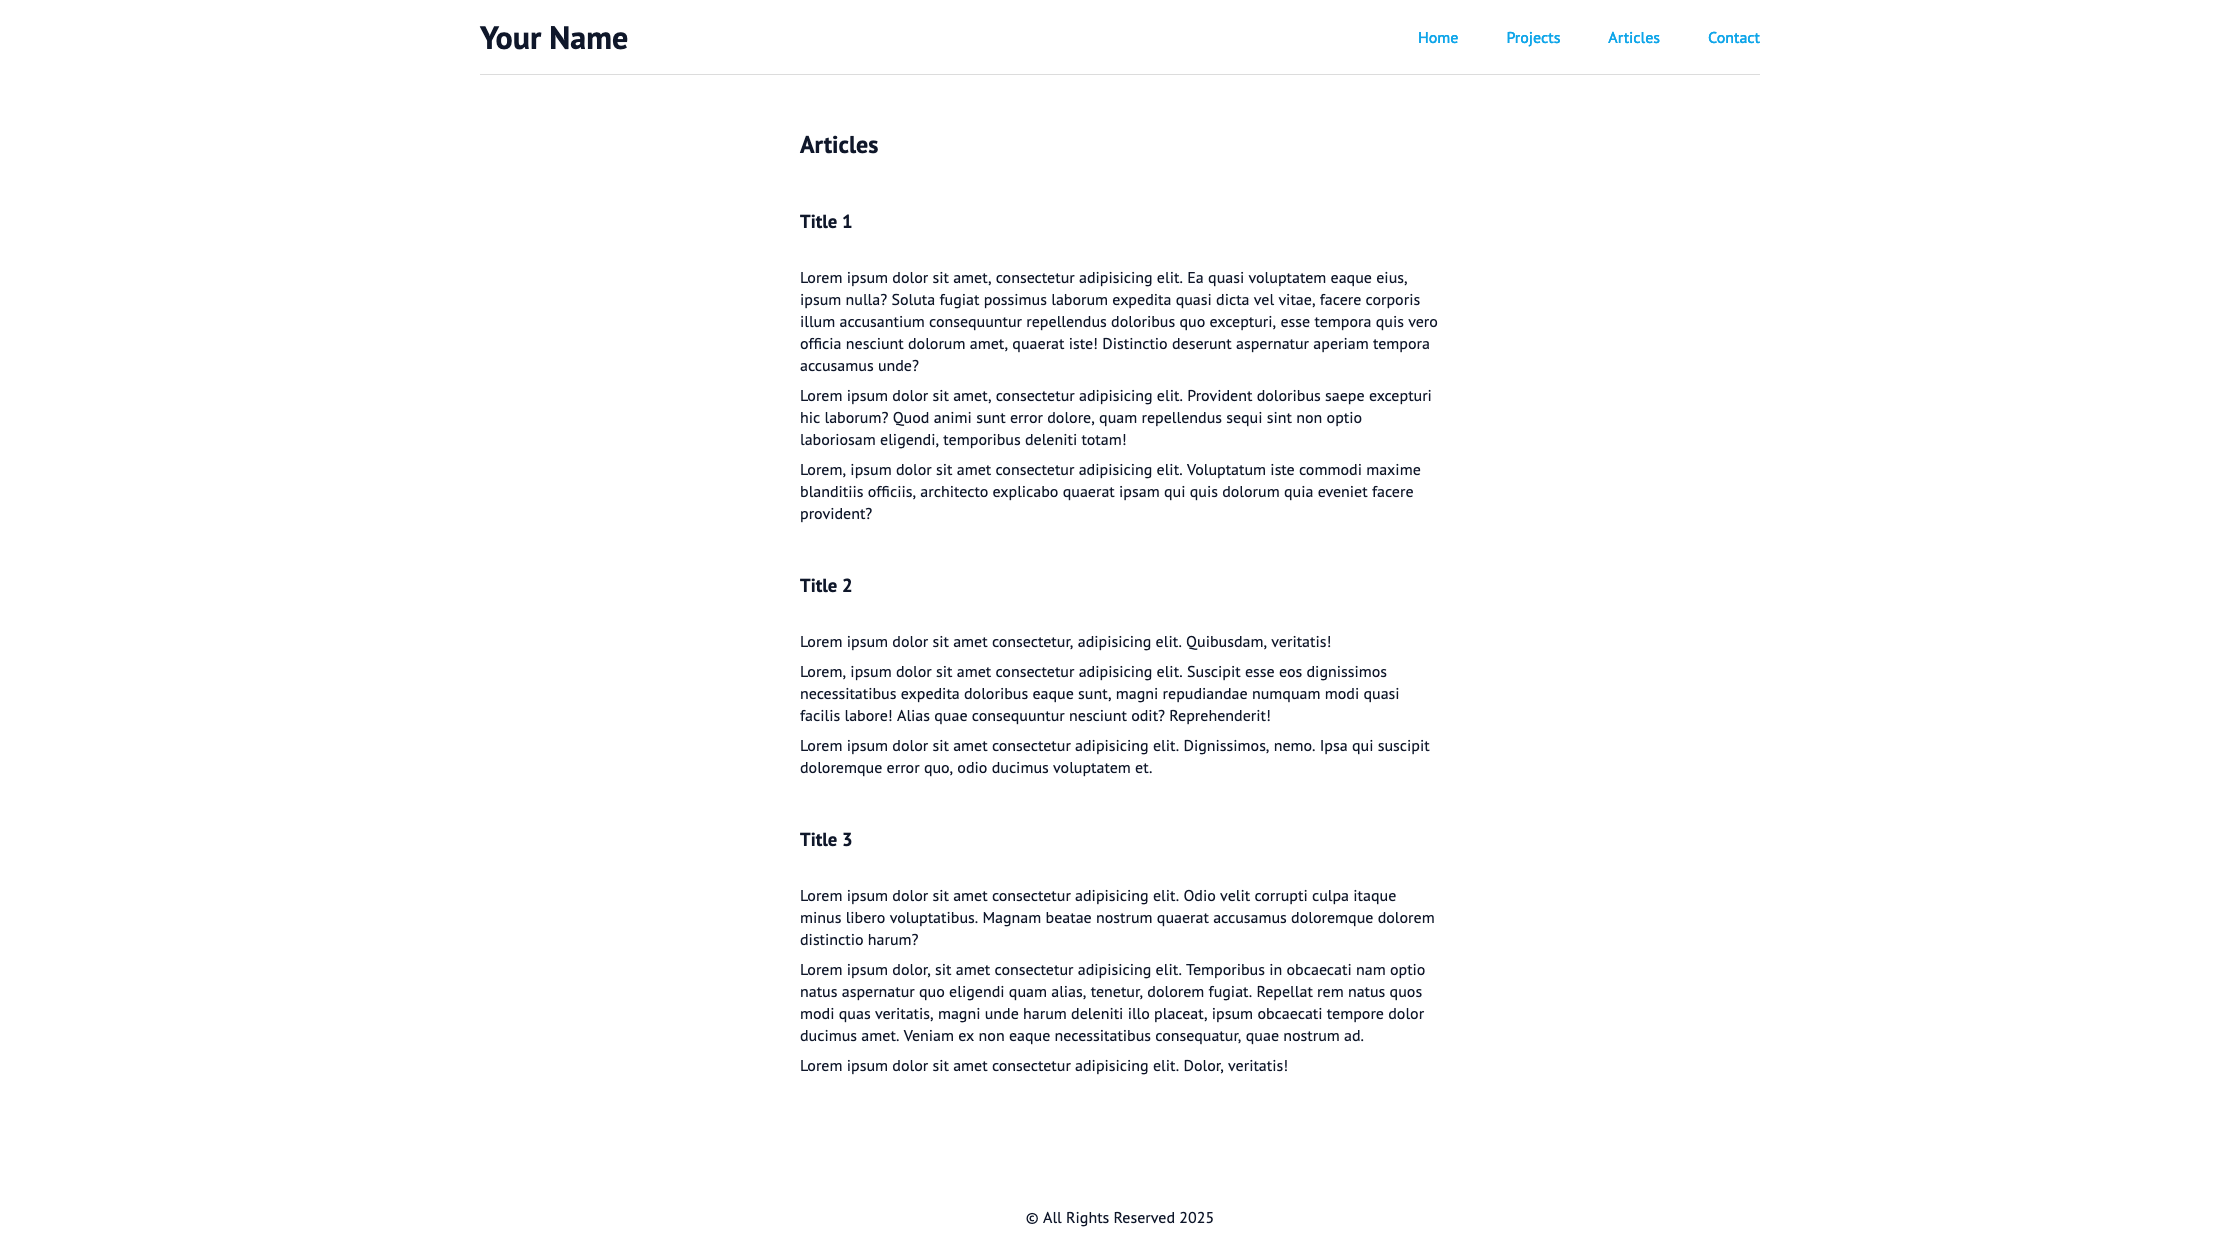 Your Name
Home Projects Articles Contact
Articles
Title 1
Lorem ipsum dolor sit amet, consectetur adipisicing elit. Ea quasi voluptatem eaque eius,
ipsum nulla? Soluta fugiat possimus laborum expedita quasi dicta vel vitae, facere corporis
illum accusantium consequuntur repellendus doloribus quo excepturi, esse tempora quis vero
officia nesciunt dolorum amet, quaerat iste! Distinctio deserunt aspernatur aperiam tempora
accusamus unde?
Lorem ipsum dolor sit amet, consectetur adipisicing elit. Provident doloribus saepe excepturi
hic laborum? Quod animi sunt error dolore, quam repellendus sequi sint non optio
laboriosam eligendi, temporibus deleniti totam!
Lorem, ipsum dolor sit amet consectetur adipisicing elit. Voluptatum iste commodi maxime
blanditiis officiis, architecto explicabo quaerat ipsam qui quis dolorum quia eveniet facere
provident?
Title 2
Lorem ipsum dolor sit amet consectetur, adipisicing elit. Quibusdam, veritatis!
Lorem, ipsum dolor sit amet consectetur adipisicing elit. Suscipit esse eos dignissimos
necessitatibus expedita doloribus eaque sunt, magni repudiandae numquam modi quasi
facilis labore! Alias quae consequuntur nesciunt odit? Reprehenderit!
Lorem ipsum dolor sit amet consectetur adipisicing elit. Dignissimos, nemo. Ipsa qui suscipit
doloremque error quo, odio ducimus voluptatem et.
Title 3
Lorem ipsum dolor sit amet consectetur adipisicing elit. Odio velit corrupti culpa itaque
minus libero voluptatibus. Magnam beatae nostrum quaerat accusamus doloremque dolorem
distinctio harum?
Lorem ipsum dolor, sit amet consectetur adipisicing elit. Temporibus in obcaecati nam optio
natus aspernatur quo eligendi quam alias, tenetur, dolorem fugiat. Repellat rem natus quos
modi quas veritatis, magni unde harum deleniti illo placeat, ipsum obcaecati tempore dolor
ducimus amet. Veniam ex non eaque necessitatibus consequatur, quae nostrum ad.
Lorem ipsum dolor sit amet consectetur adipisicing elit. Dolor, veritatis!
© All Rights Reserved 2025